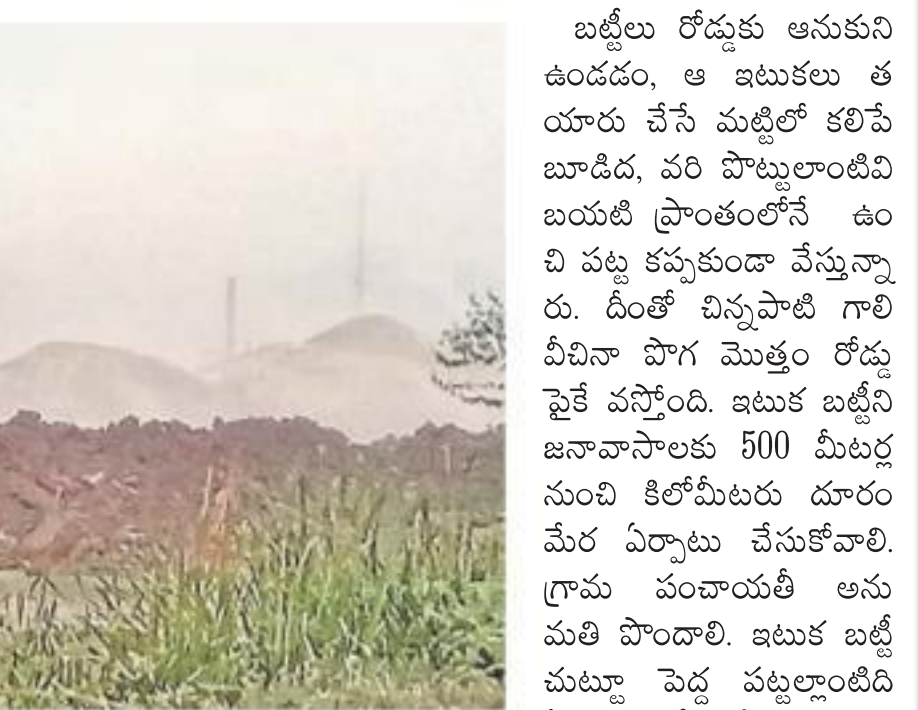 బట్టీలు రోడ్డుకు ఆనుకుని
ఉండడం, ఆ ఇటుకలు త
యారు చేసే మట్టిలో కలిపే
బూడిద, వరి పొట్టులాంటివి
బయటి ప్రాంతంలోనే ఉం
చి పట్ట కప్పకుండా వేస్తున్నా
రు. దీంతో చిన్నపాటి గాలి
వీచినా పొగ మొత్తం రోడ్డు
పైకే వస్తోంది. ఇటుక బట్టీని
జనావాసాలకు 500 మీటర్ల
నుంచి కిలోమీటరు దూరం
మేర ఏర్పాటు చేసుకోవాలి.
గ్రామ పంచాయతీ అను
మతి పొందాలి. ఇటుక బట్టీ
చుట్టూ పెద్ద పట్టల్లాంటిది